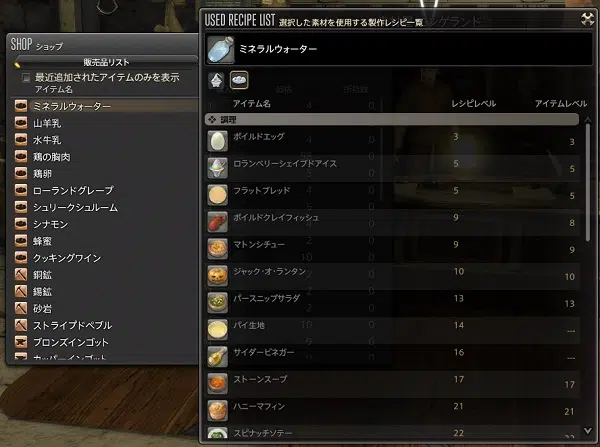 SHOP ショップ
販売品リスト
最近追加されたアイテムのみを表示
アイテム名
ミネラルウォーター
山羊乳
水牛乳
鶏の胸肉
鶏卵
ローランドグレープ
シュリークシュルーム
シナモン
蜂蜜
クッキングワイン
銅鉱
錫鉱
砂岩
ストライプドペブル
ブロンズインゴット
カッパーインゴット
USED RECIPE LIST 選択した素材を使用する製作レシピ一覧
ミネラルウォーター
アイテム名 レシピレベル アイテムレベル
調理
ボイルドエッグ 3 3
ロランベリーシェイブドアイス 5 5
フラットブレッド 5 5
ボイルドクレイフィッシュ 9 8
マトンシチュー 9 9
ジャック・オ・ランタン 10 10
パースニップサラダ 13 13
パイ生地 14 ---
サイダービネガー 16 ---
ストーンスープ 17 17
ハニーマフィン 21 21
スピナッチソテー 22 22